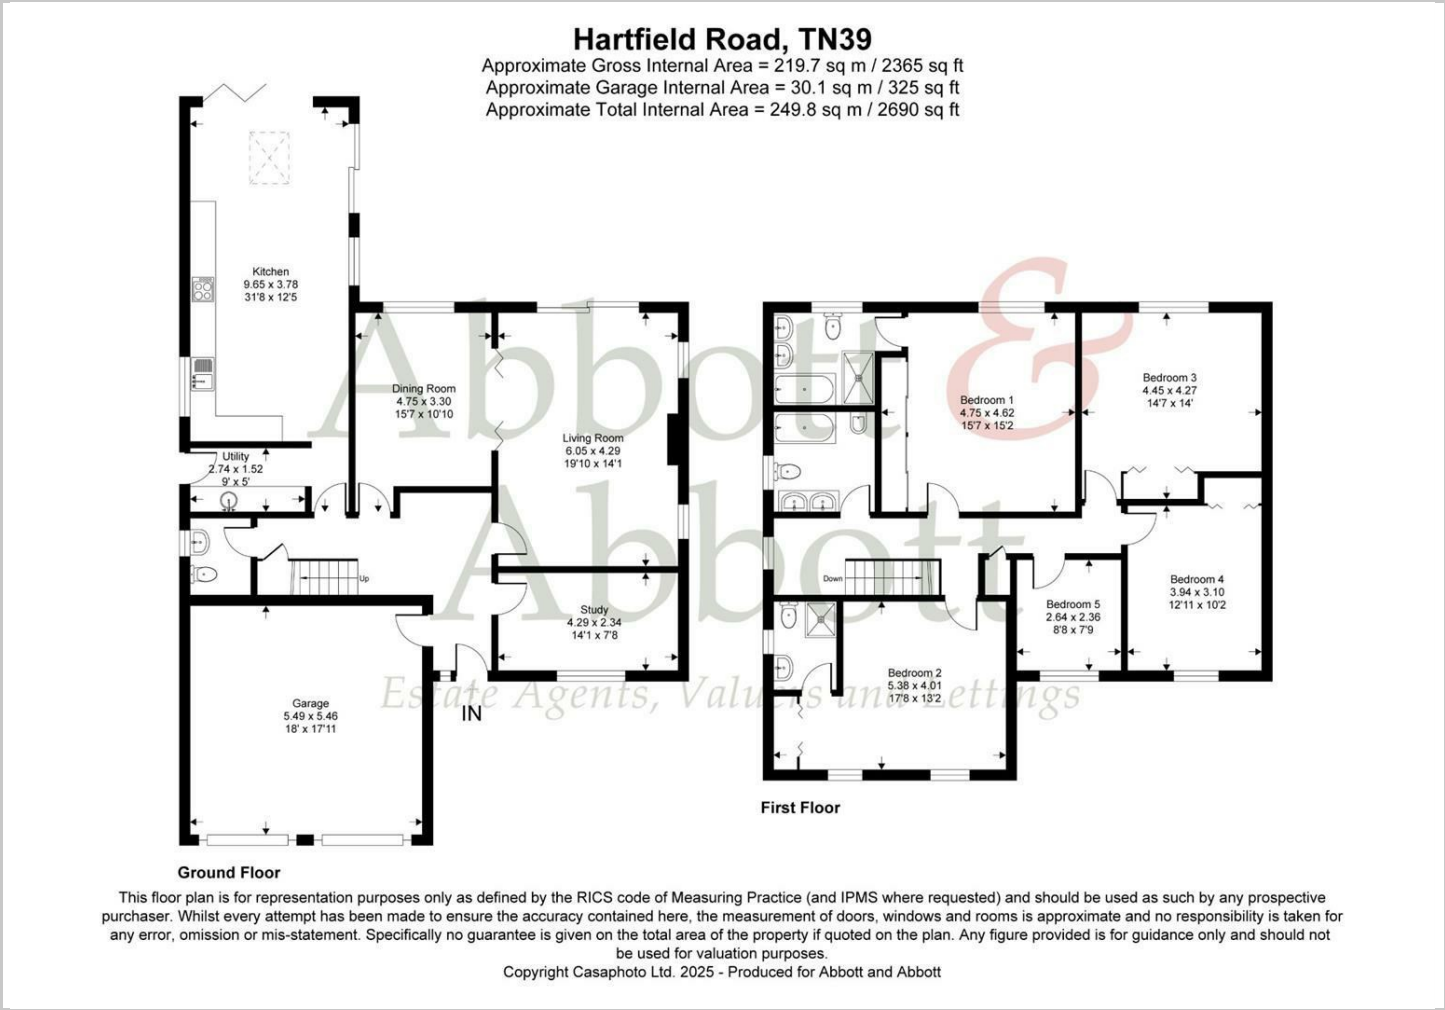 Hartfield Road, TN39
Approximate Gross Internal Area = 219.7 sq m / 2365 sq ft
Approximate Garage Internal Area = 30.1 sq m / 325 sq ft
Approximate Total Internal Area = 249.8 sq m / 2690 sq ft
Kitchen
9.65 x 3.78
31'8 x 12'5
Dining Room
4.75 x 3.30
15'7 x 10'10
Living Room
6.05 x 4.29
19'10 x 14'1
Utility
2.74 x 1.52
9' x 5'
Up
Study
4.29 x 2.34
14'1 x 7'8
Garage
5.49 x 5.46
18' x 17'11
IN
Ground Floor
Bedroom 1
4.75 x 4.62
15'7 x 15'2
Bedroom 3
4.45 x 4.27
14'7 x 14'
Down
Bedroom 4
3.94 x 3.10
12'11 x 10'2
Bedroom 5
2.64 x 2.36
8'8 x 7'9
Bedroom 2
5.38 x 4.01
17'8 x 13'2
First Floor
Abbott &
Abbott
Estate Agents, Valuers and Lettings
This floor plan is for representation purposes only as defined by the RICS code of Measuring Practice (and IPMS where requested) and should be used as such by any prospective
purchaser. Whilst every attempt has been made to ensure the accuracy contained here, the measurement of doors, windows and rooms is approximate and no responsibility is taken for
any error, omission or mis-statement. Specifically no guarantee is given on the total area of the property if quoted on the plan. Any figure provided is for guidance only and should not
be used for valuation purposes.
Copyright Casaphoto Ltd. 2025 - Produced for Abbott and Abbott